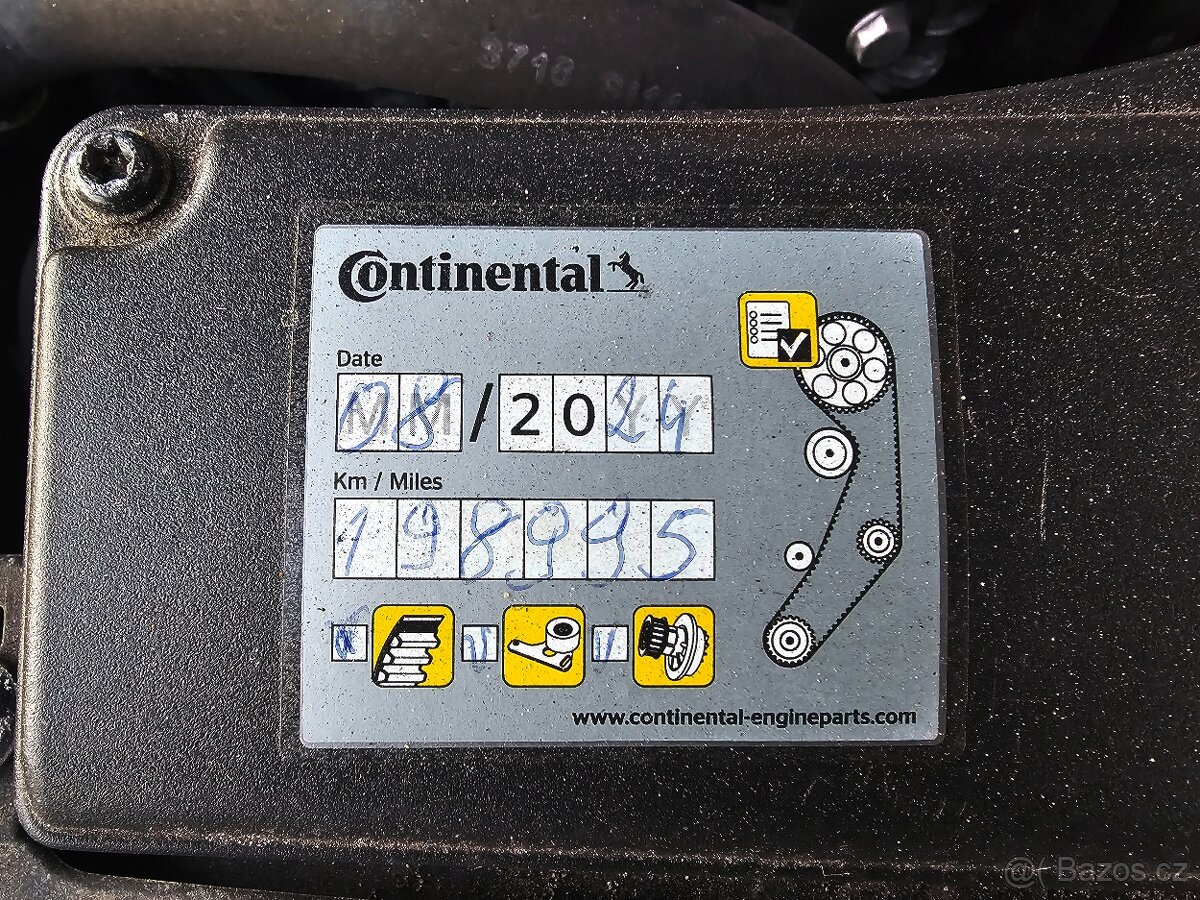 Continental
Date
08/2024
Km / Miles
198995
www.continental-engineparts.com
@( Bazos.cz